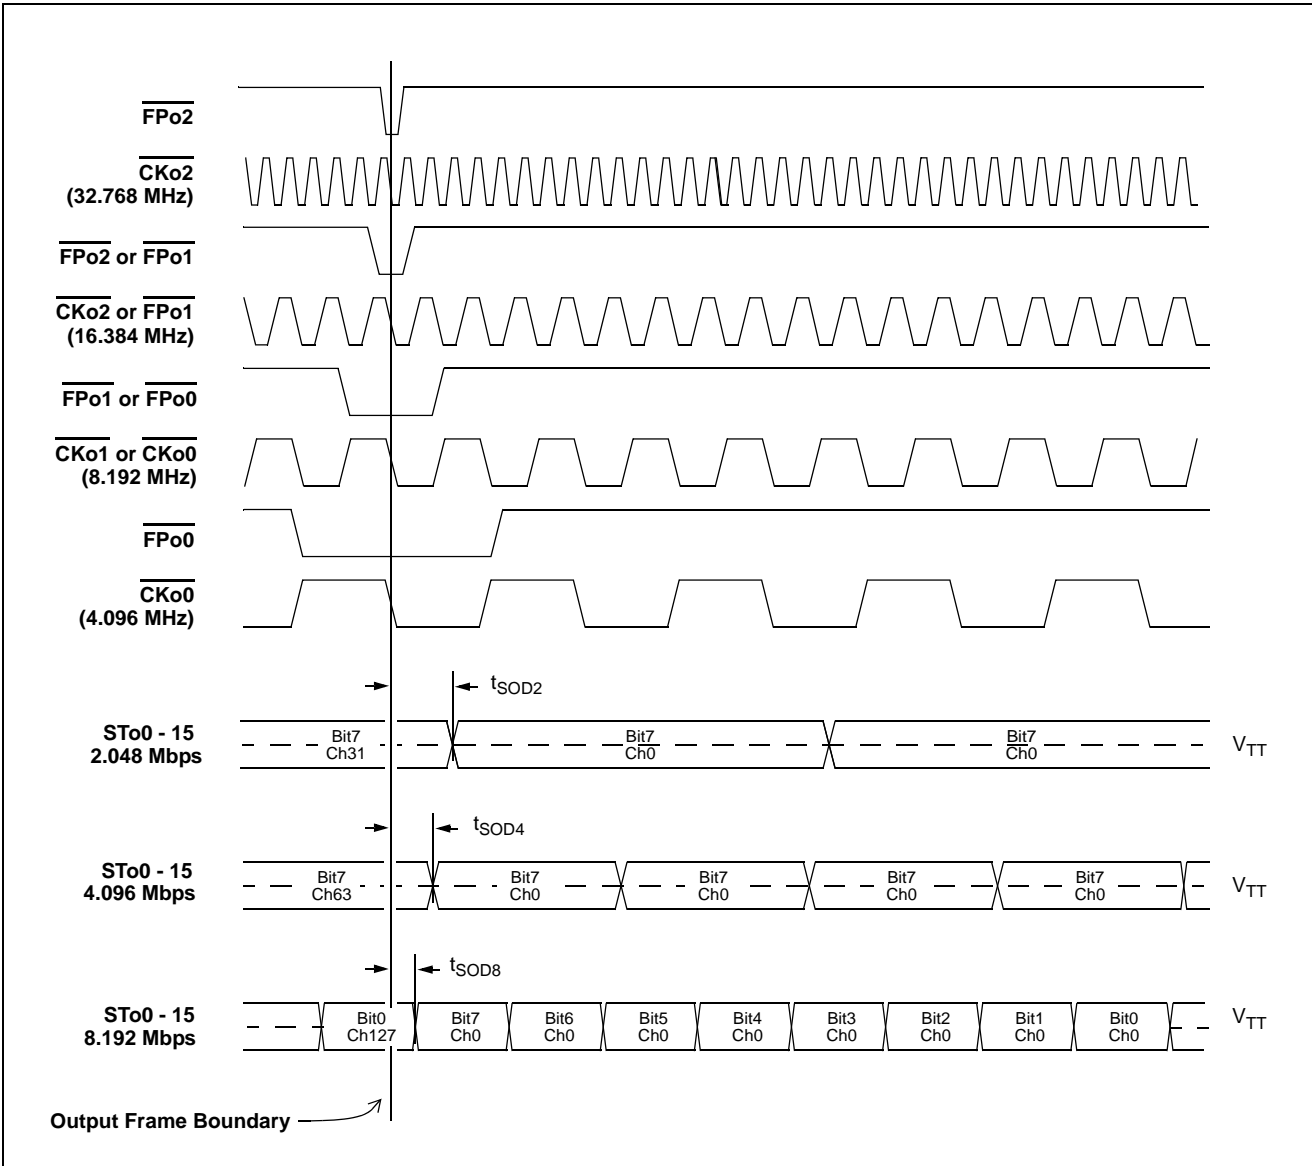 FPo2
CKo2
(32.768 MHz)
FPo2 or FPo1
CKo2 or FPo1
(16.384 MHz)
FPo1 or FPo0
CKo1 or CKo0
(8.192 MHz)
FPo0
CKo0
(4.096 MHz)
tSOD2
STo0 - 15
2.048 Mbps
Bit7
Ch31
Bit7
Ch0
Bit7
Ch0
VTT
tSOD4
STo0 - 15
4.096 Mbps
Bit7
Ch63
Bit7
Ch0
Bit7
Ch0
Bit7
Ch0
Bit7
Ch0
VTT
tSOD8
STo0 - 15
8.192 Mbps
Bit0
Ch127
Bit7
Ch0
Bit6
Ch0
Bit5
Ch0
Bit4
Ch0
Bit3
Ch0
Bit2
Ch0
Bit1
Ch0
Bit0
Ch0
VTT
Output Frame Boundary